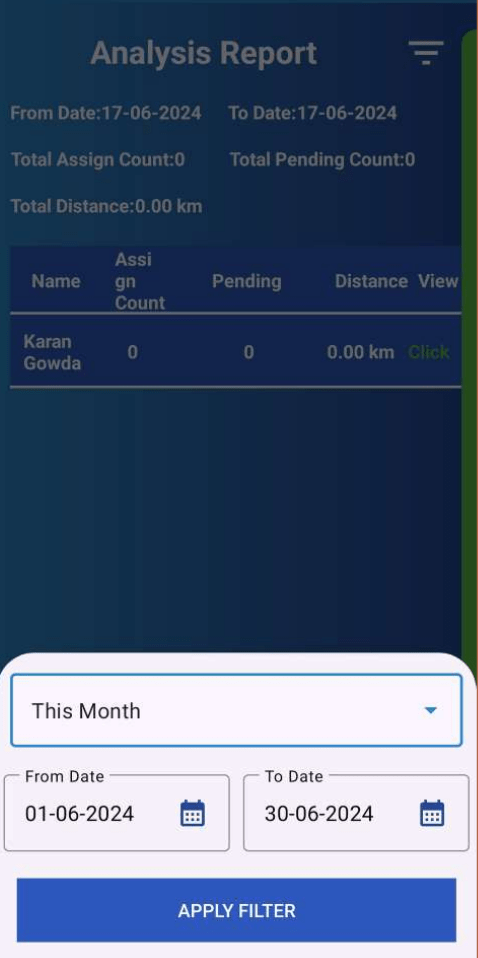 Analysis Report
From Date:17-06-2024 To Date:17-06-2024
Total Assign Count:0 Total Pending Count:0
Total Distance:0.00 km
Name Assi gn Count Pending Distance View
Karan Gowda 0 0 0.00 km Click
This Month
From Date To Date
01-06-2024 30-06-2024
APPLY FILTER